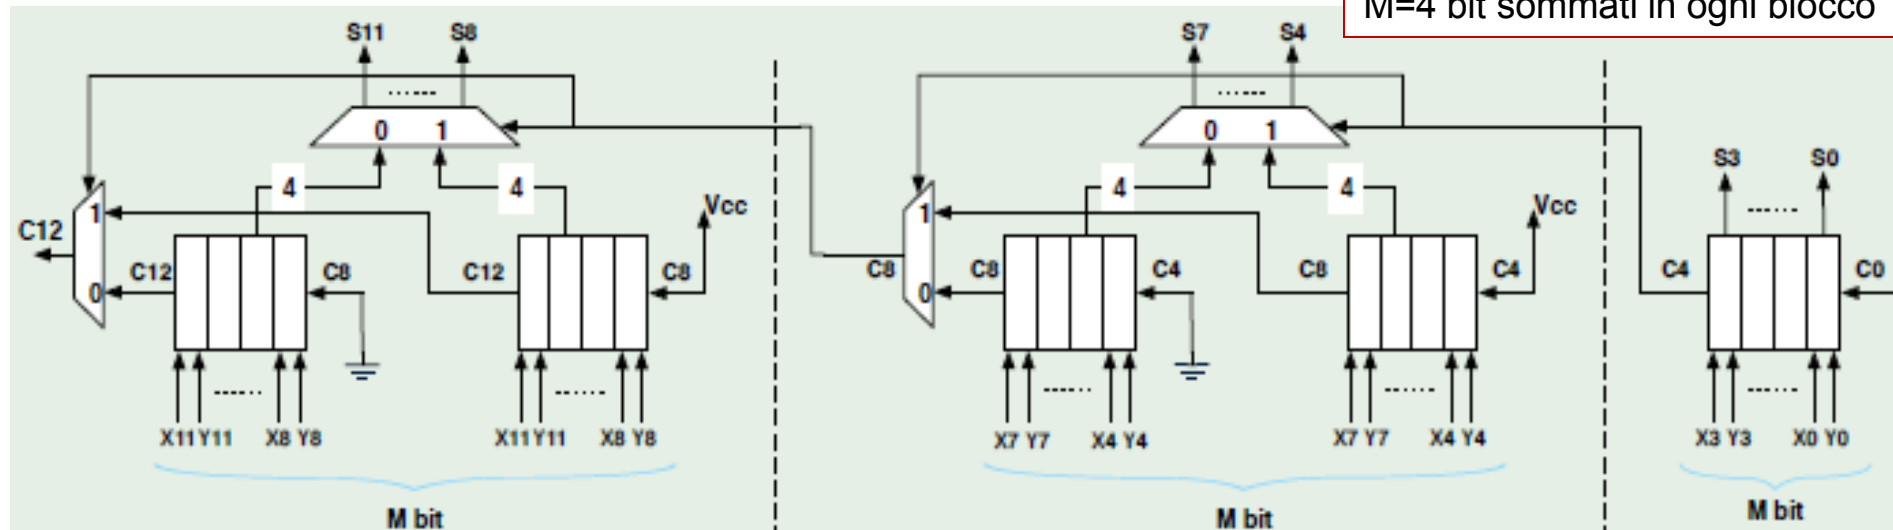 M=4 bit sommati in ogni blocco
S11 S8 S7 S4
0 1 0 1
S3 S0
4 4 Vcc 4 4 Vcc
1 1
C12 C12 C8 C12 C8 C8 C8 C4 C8 C4 C4 C0
0 0
X11 Y11 X8 Y8 X11 Y11 X8 Y8 X7 Y7 X4 Y4 X7 Y7 X4 Y4 X3 Y3 X0 Y0
M bit M bit M bit